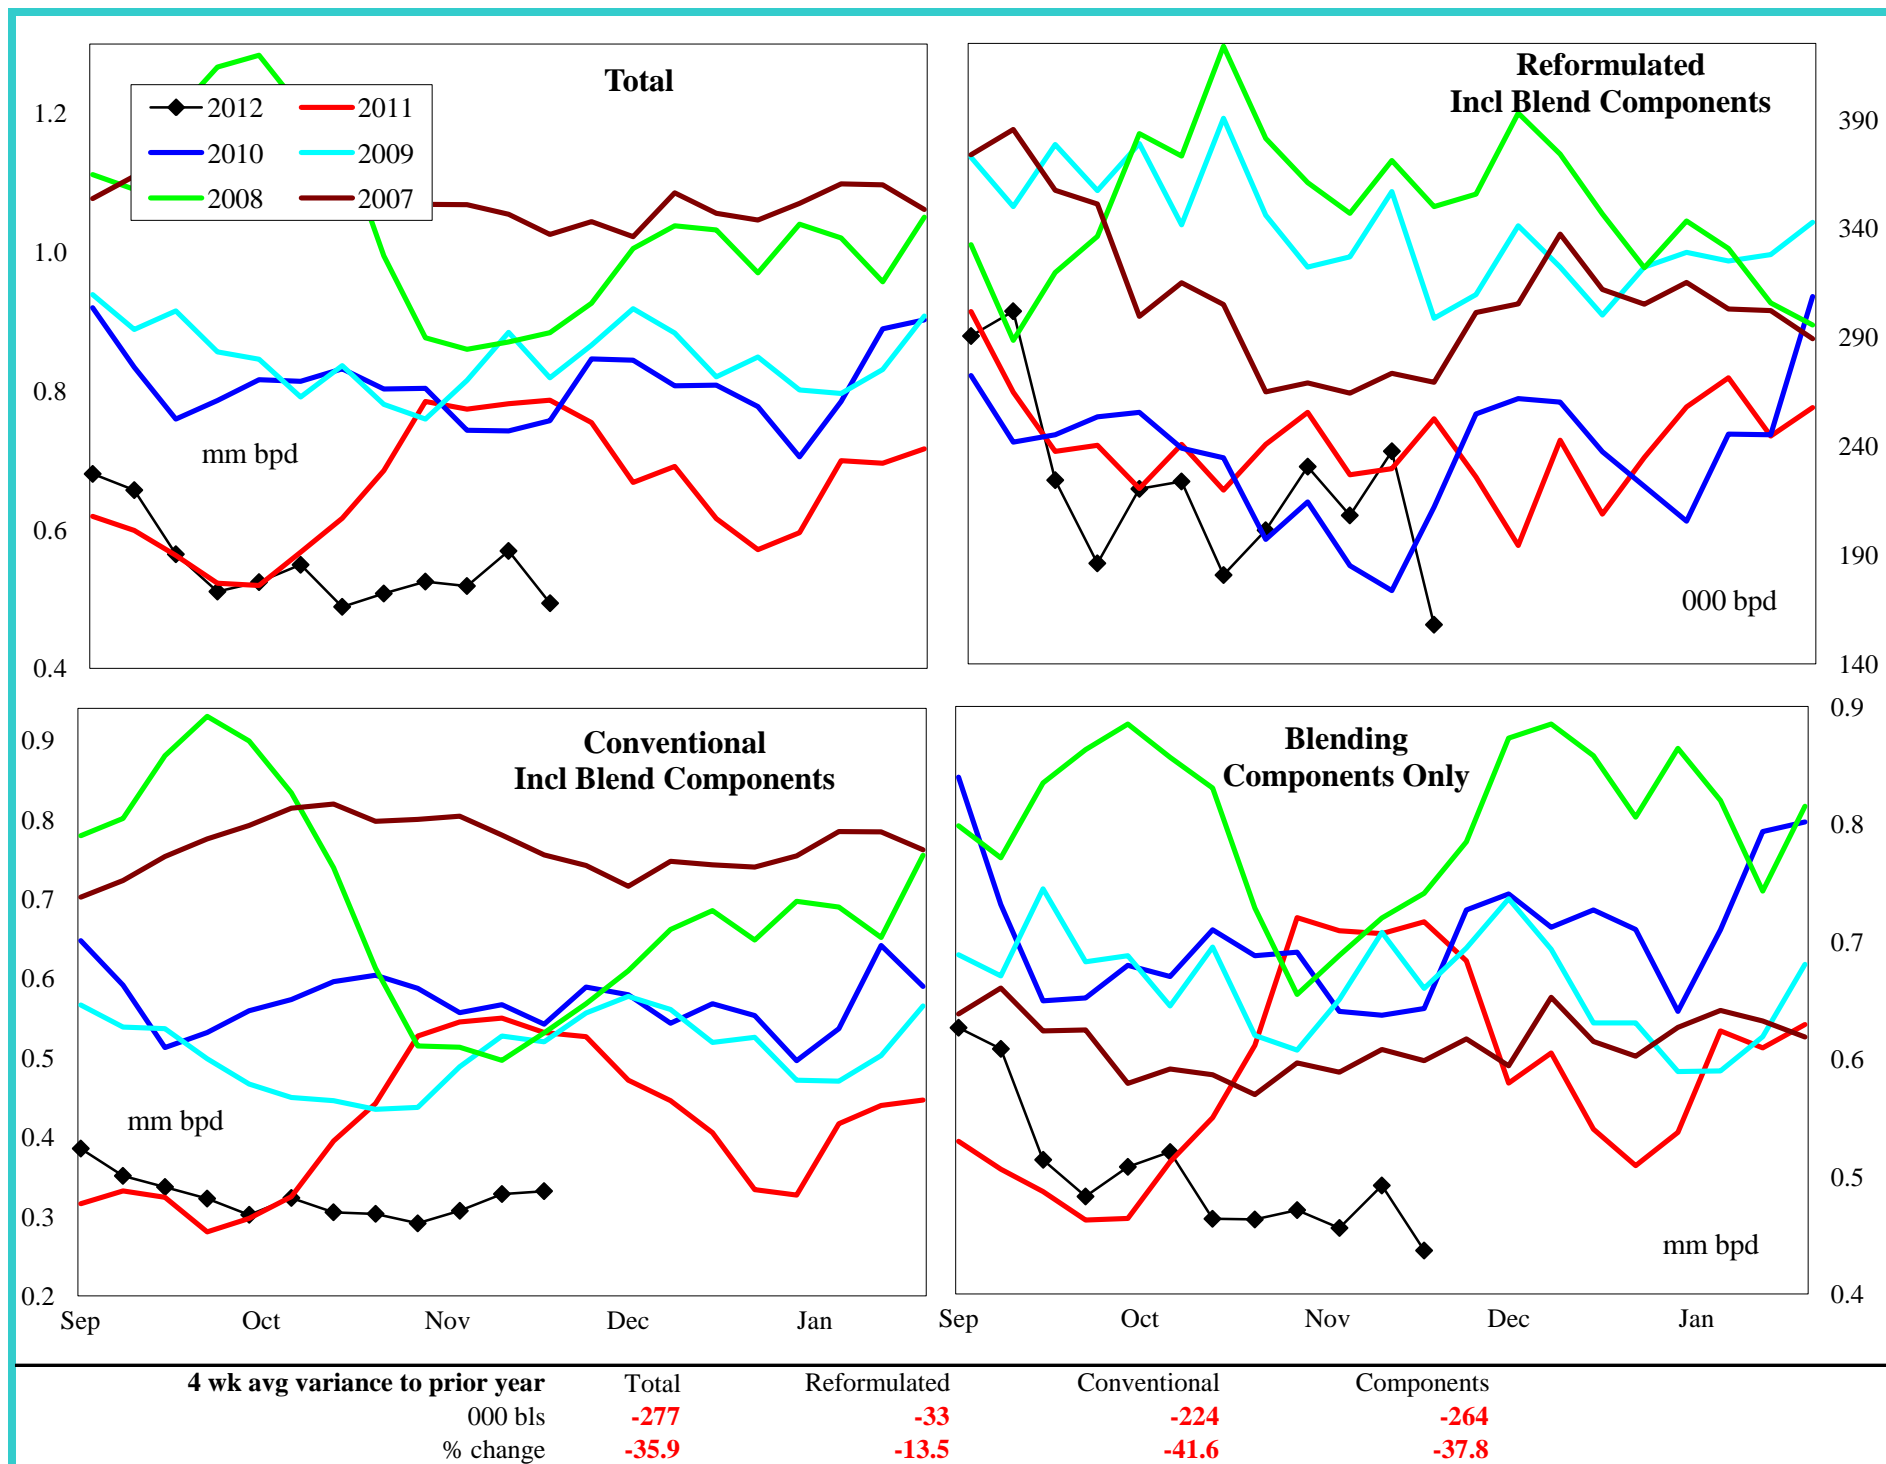 Total
1.2
1.0
0.8
0.6
0.4
2012 2011
2010 2009
2008 2007
mm bpd
Reformulated
Incl Blend Components
390
340
290
240
190
140
000 bpd
Conventional
Incl Blend Components
0.9
0.8
0.7
0.6
0.5
0.4
0.3
0.2
mm bpd
Sep Oct Nov Dec Jan
Blending
Components Only
0.9
0.8
0.7
0.6
0.5
0.4
mm bpd
Sep Oct Nov Dec Jan
4 wk avg variance to prior year Total Reformulated Conventional Components
000 bls -277 -33 -224 -264
% change -35.9 -13.5 -41.6 -37.8